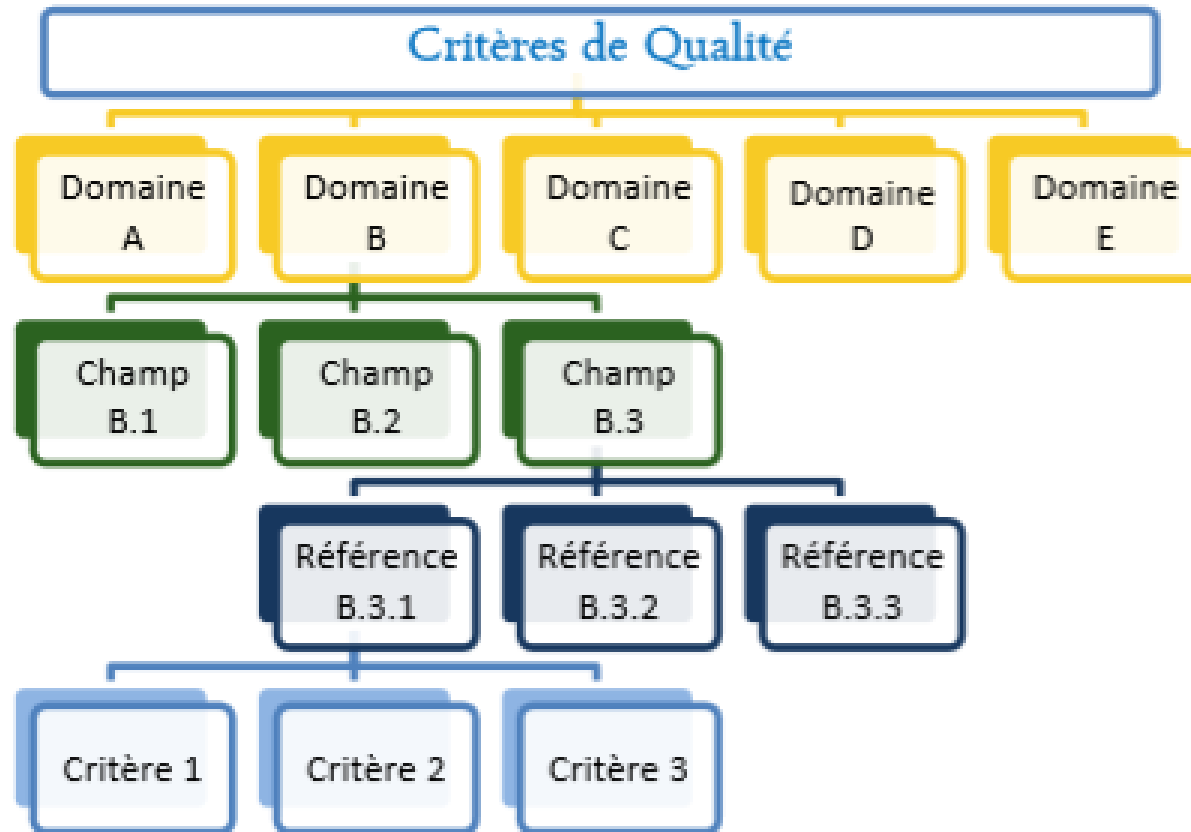 Critères de Qualité
Domaine
A
Domaine
B
Domaine
C
Domaine
D
Domaine
E
Champ
B.1
Champ
B.2
Champ
B.3
Référence
B.3.1
Référence
B.3.2
Référence
B.3.3
Critère 1
Critère 2
Critère 3